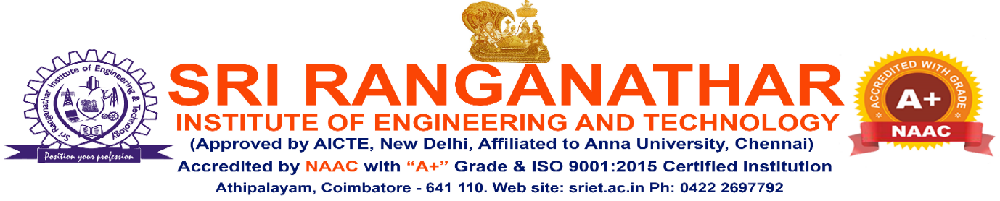 Sri Ranganathar Institute of Engineering & Technology
Position your profession
SRI RANGANATHAR
INSTITUTE OF ENGINEERING AND TECHNOLOGY
(Approved by AICTE, New Delhi, Affiliated to Anna University, Chennai)
Accredited by NAAC with “A+” Grade & ISO 9001:2015 Certified Institution
Athipalayam, Coimbatore - 641 110. Web site: sriet.ac.in Ph: 0422 2697792
ACCREDITED WITH GRADE
A+
NAAC